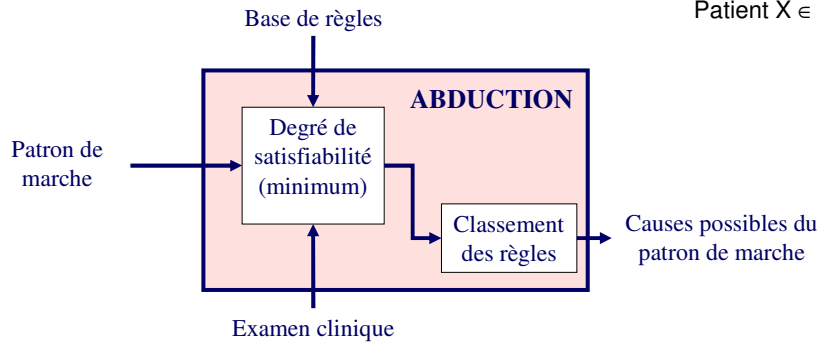 Patient X ∈
Base de règles
ABDUCTION
Degré de
satisfiabilité
(minimum)
Patron de
marche
Classement
des règles
Causes possibles du
patron de marche
Examen clinique